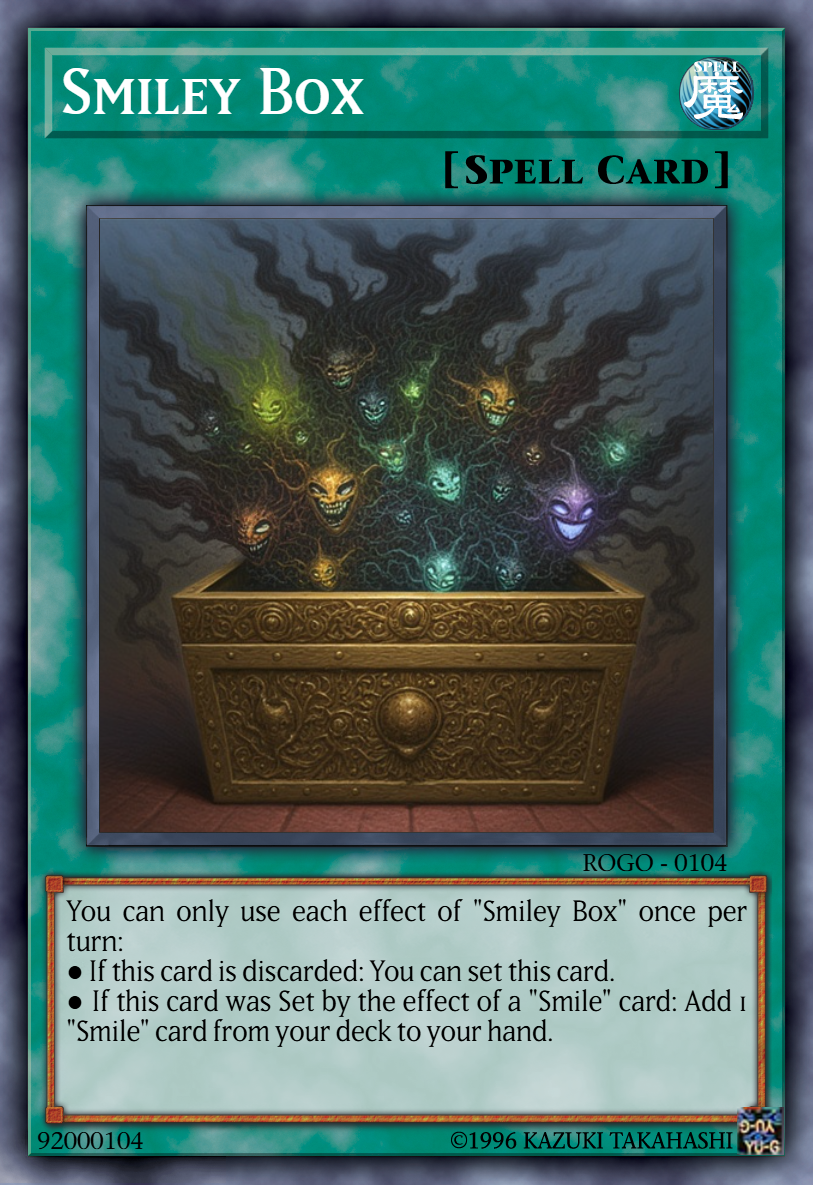 Smiley Box
SPELL
魔
[Spell Card]
ROGO - 0104
You can only use each effect of "Smiley Box" once per
turn:
● If this card is discarded: You can set this card.
● If this card was Set by the effect of a "Smile" card: Add 1
"Smile" card from your deck to your hand.
92000104
©1996 KAZUKI TAKAHASHI
YU-G